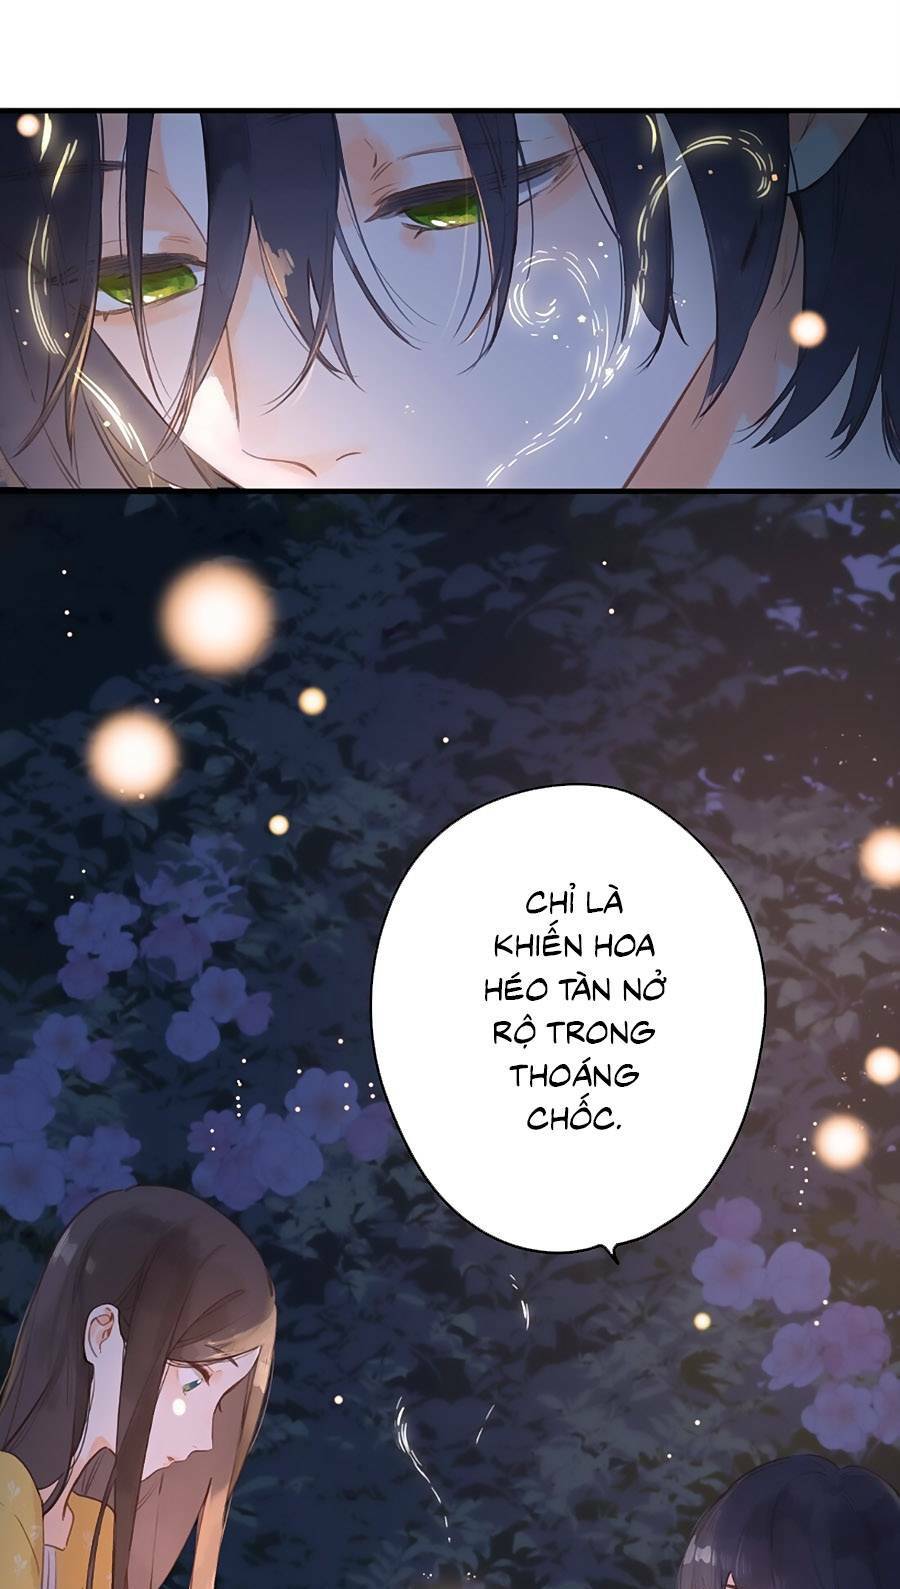 CHỈ LÀ
KHIẾN HOA
HÉO TÀN NỞ
RỘ TRONG
THOÁNG
CHỐC.